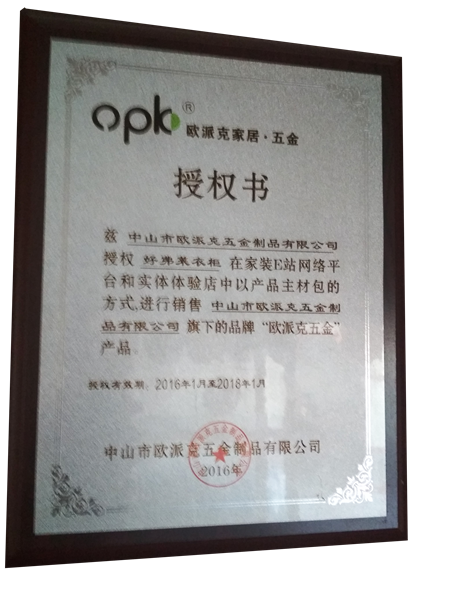 opk® 欧派克家居·五金
授权书
兹 中山市欧派克五金制品有限公司
授权 好弗莱衣柜 在家装E站网络平
台和实体体验店中以产品主材包的
方式,进行销售 中山市欧派克五金制
品有限公司 旗下的品牌“欧派克五金”
产品
授权有效期: 2016年1月至2018年1月
中山市欧派克五金制品有限公司
2016年